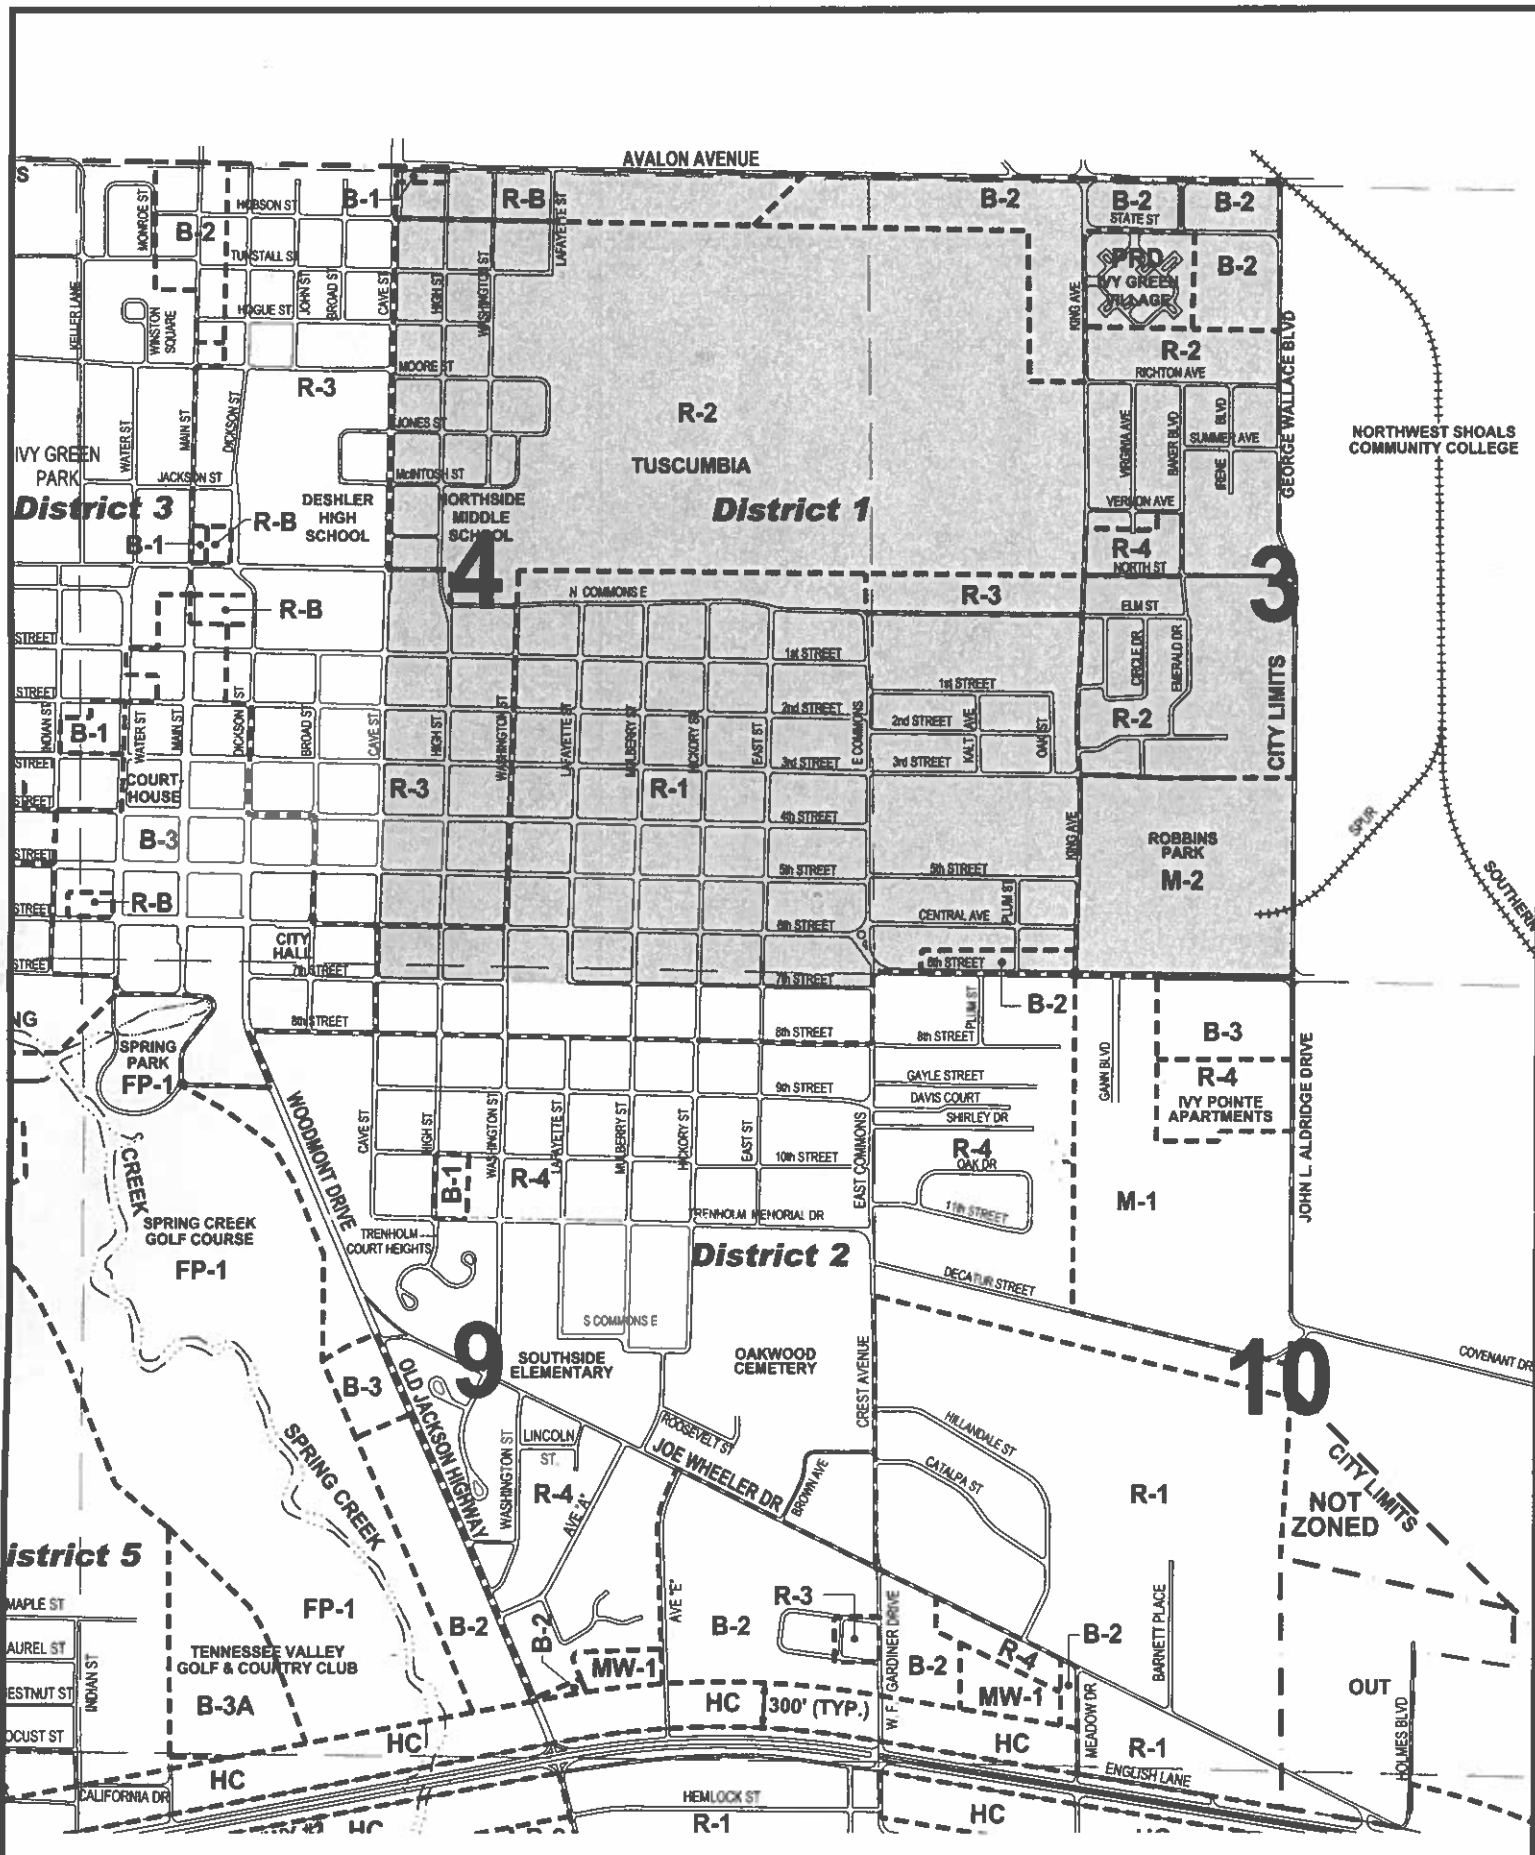 AVALON AVENUE
S
MONROE ST
HOBSON ST
B-1
R-B
LAFAYETTE ST
B-2
B-2
STATE ST
B-2
B-2
TUNSTALL S
KELLER LANE
WINSTON
SQUARE
HOGUE ST
JOHN ST
BROAD ST
CAVE ST
HIGH ST
WASHINGTON ST
KING AVE
PRD
IVY GREEN
VILLAGE
B-2
GEORGE WALLACE BLVD
R-2
RICHTON AVE
MOORE ST
R-3
JONES ST
R-2
TUSCUMBIA
WATER ST
MAIN ST
DICKSON ST
VIRGINIA AVE
BAKER BLVD
IRENE
BLVD
SUMMER AVE
NORTHWEST SHOALS
COMMUNITY COLLEGE
IVY GREEN
PARK
JACKSON ST
McINTOSH ST
District 3
DESHLER
HIGH
SCHOOL
NORTHSIDE
MIDDLE
SCHOOL
District 1
VERNON AVE
R-B
B-1
4
R-4
NORTH ST
3
R-B
N COMMONS E
R-3
ELM ST
STREET
1st STREET
CIRCLE DR
EMERALD DR
CITY LIMITS
STREET
1st STREET
INDIAN ST
B-1
WATER ST
MAIN ST
DICKSON ST
BROAD ST
CAVE ST
HIGH ST
WASHINGTON ST
LAFAYETTE ST
MULBERRY ST
HICKORY ST
EAST ST
2nd STREET
E COMMONS
2nd STREET
KALT AVE
OAK ST
R-2
STREET
3rd STREET
3rd STREET
COURT-
HOUSE
R-3
R-1
STREET
4th STREET
KING AVE
SPUR
B-3
ROBBINS
PARK
M-2
STREET
5th STREET
5th STREET
SOUTHERN
R-B
STREET
CENTRAL AVE
PLUM ST
6th STREET
CITY
HALL
STREET
7th STREET
7th STREET
6th STREET
B-2
PLUM ST
NG
8th STREET
8th STREET
8th STREET
GANN BLVD
B-3
SPRING
PARK
FP-1
9th STREET
GAYLE STREET
DAVIS COURT
SHIRLEY DR
R-4
IVY POINTE
APARTMENTS
JOHN L. ALDRIDGE DRIVE
WOODMONT DRIVE
CAVE ST
HIGH ST
WASHINGTON ST
LAFAYETTE ST
MULBERRY ST
HICKORY ST
EAST ST
EAST COMMONS
10th STREET
R-4
OAK DR
CREEK
B-1
R-4
11th STREET
M-1
SPRING CREEK
GOLF COURSE
FP-1
TRENHOLM
COURT HEIGHTS
TRENHOLM MEMORIAL DR
District 2
DECATUR STREET
S COMMONS E
9
SOUTHSIDE
ELEMENTARY
OAKWOOD
CEMETERY
CREST AVENUE
10
COVENANT DR
B-3
OLD JACKSON HIGHWAY
SPRING CREEK
LINCOLN
ST.
WASHINGTON ST
R-4
AVE "A"
ROOSEVELT ST
JOE WHEELER DR
BROWN AVE
HILLANDALE ST
CATALPA ST
R-1
CITY LIMITS
NOT
ZONED
istrict 5
MAPLE ST
AUREL ST
ESTNUT ST
OCUST ST
INDIAN ST
FP-1
TENNESSEE VALLEY
GOLF & COUNTRY CLUB
B-3A
B-2
B-2
MW-1
AVE "E"
B-2
R-3
W. F. GARDINER DRIVE
B-2
R-4
B-2
MW-1
BARNETT PLACE
MEADOW DR
OUT
HOLMES BLVD
HC
300' (TYP.)
HC
HC
HC
R-1
ENGLISH LANE
CALIFORNIA DR
HEMLOCK ST
R-1
HC
HC